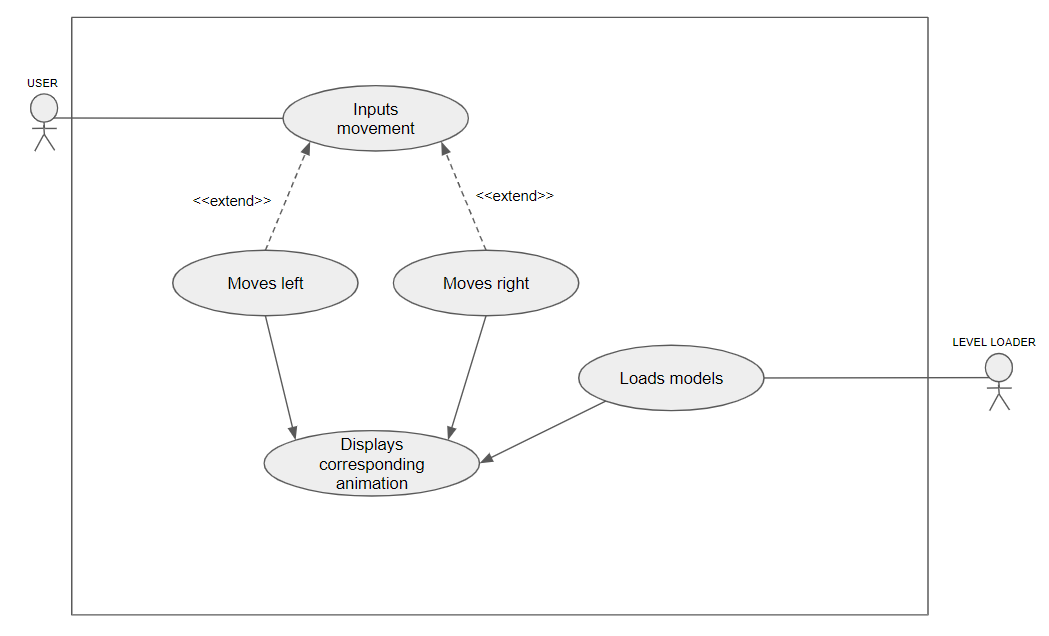 USER
Inputs
movement
<<extend>>
<<extend>>
Moves left
Moves right
LEVEL LOADER
Loads models
Displays
corresponding
animation